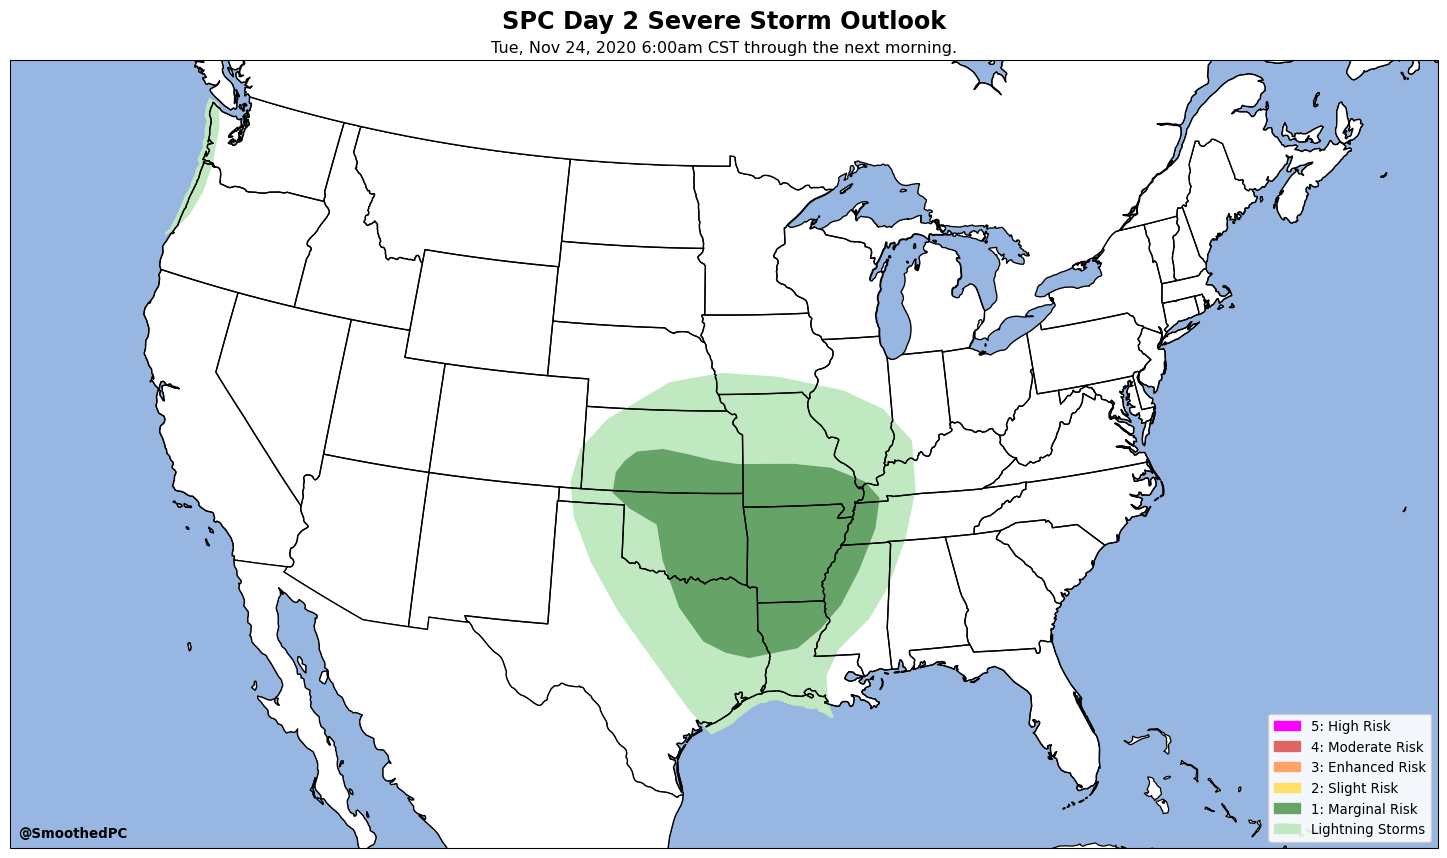 SPC Day 2 Severe Storm Outlook
Tue, Nov 24, 2020 6:00am CST through the next morning.
5: High Risk
4: Moderate Risk
3: Enhanced Risk
2: Slight Risk
1: Marginal Risk
Lightning Storms
@SmoothedPC